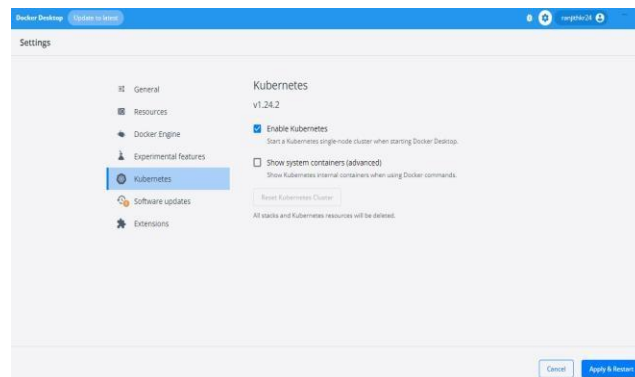 Docker Desktop Update to latest ranjithkr24
Settings
General
Resources
Docker Engine
Experimental features
Kubernetes
Software updates
Extensions
Kubernetes
v1.24.2
Enable Kubernetes
Start a Kubernetes single-node cluster when starting Docker Desktop.
Show system containers (advanced)
Show Kubernetes internal containers when using Docker commands.
Reset Kubernetes Cluster
All stacks and Kubernetes resources will be deleted.
Cancel Apply & Restart